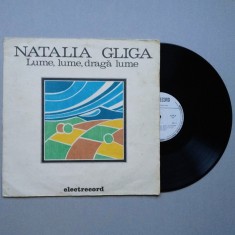 NATALIA GLIGA
Lume, lume, dragă lume
electrecord